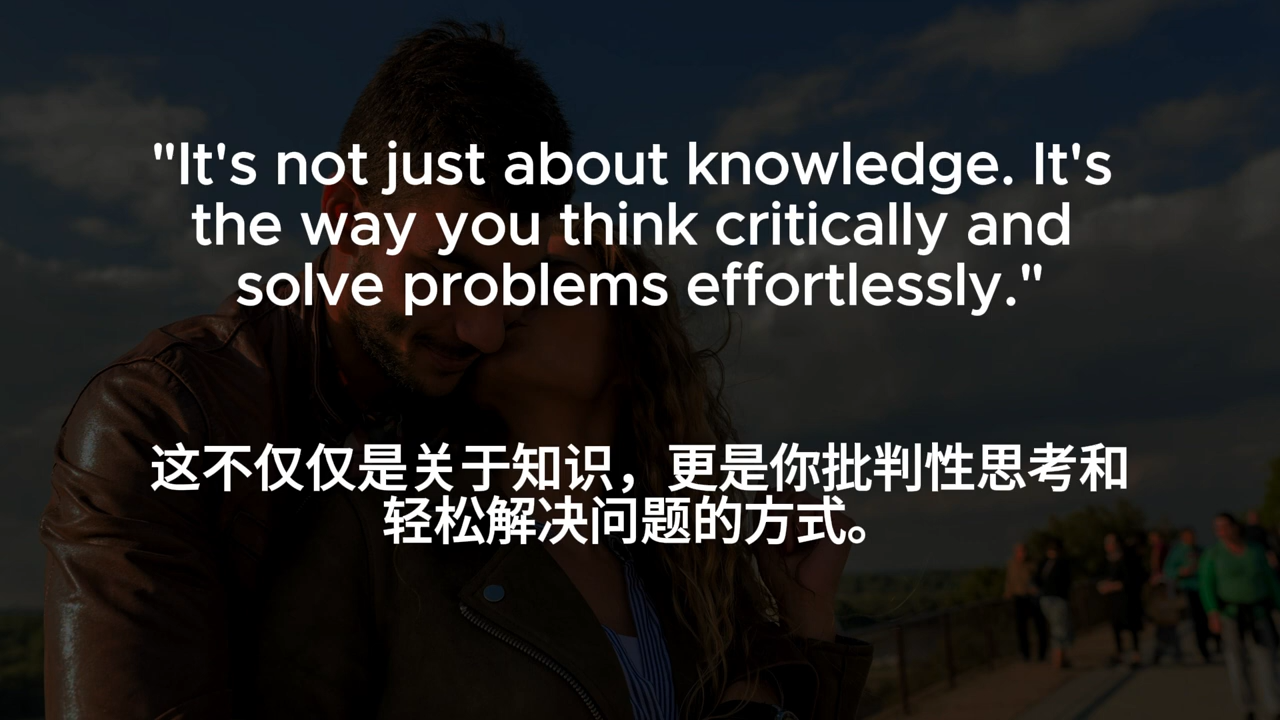 "It's not just about knowledge. It's
the way you think critically and
solve problems effortlessly."
这不仅仅是关于知识，更是你批判性思考和
轻松解决问题的方式。